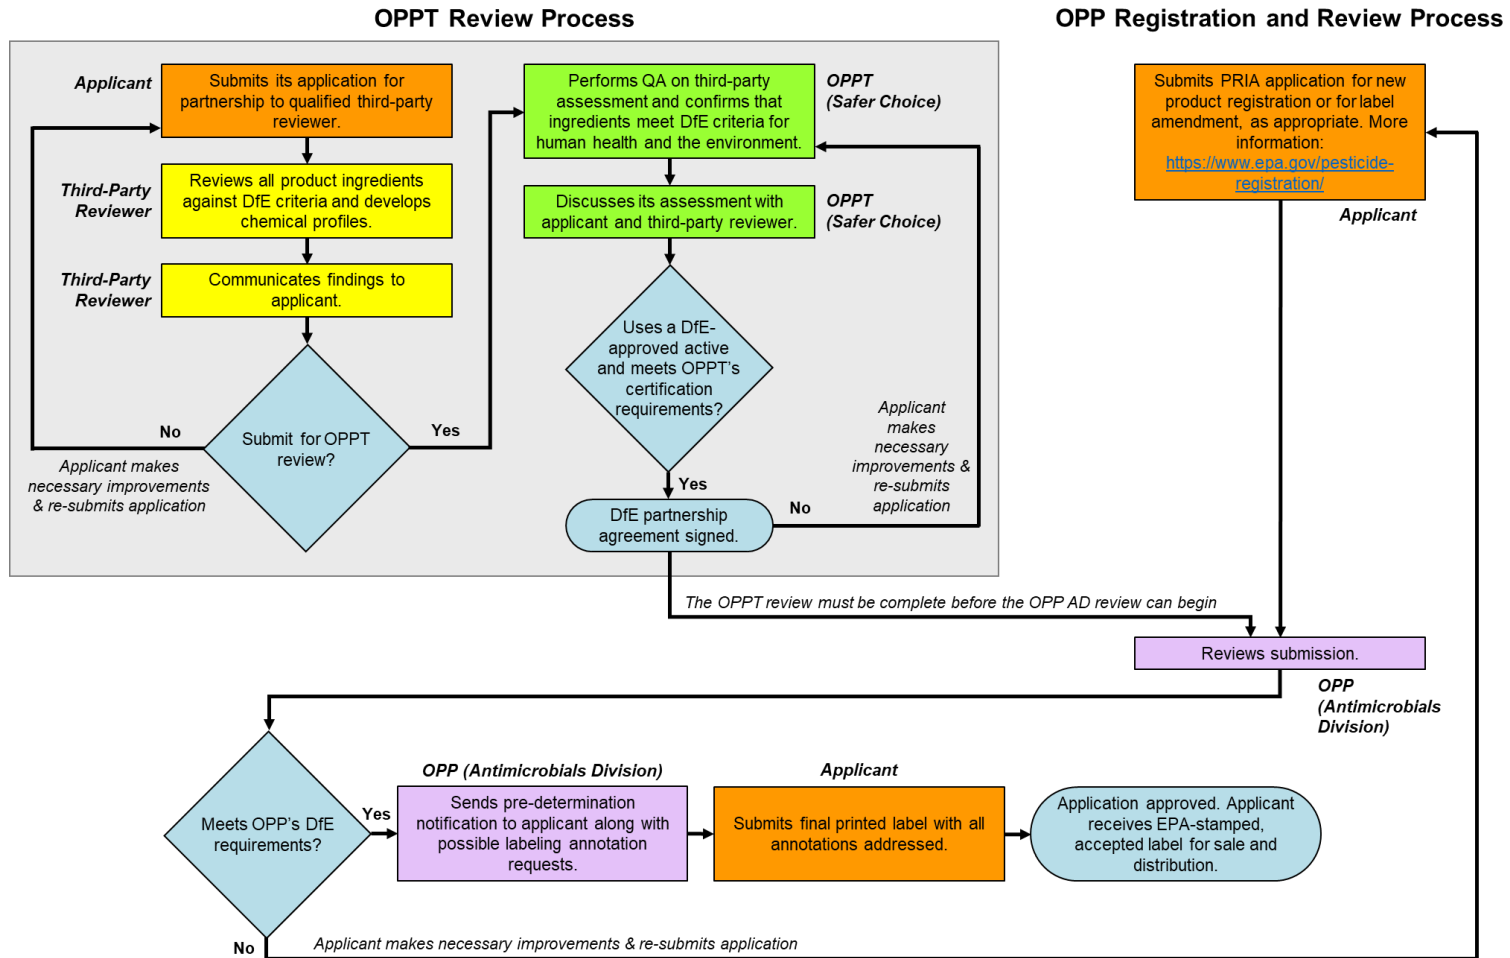 OPPT Review Process
OPP Registration and Review Process
Applicant
Submits its application for
partnership to qualified third-party
reviewer.
Third-Party
Reviewer
Reviews all product ingredients
against DfE criteria and develops
chemical profiles.
Third-Party
Reviewer
Communicates findings to
applicant.
Submit for OPPT
review?
No
Applicant makes
necessary improvements
& re-submits application
Yes
Performs QA on third-party
assessment and confirms that
ingredients meet DfE criteria for
human health and the environment.
OPPT
(Safer Choice)
Discusses its assessment with
applicant and third-party reviewer.
OPPT
(Safer Choice)
Uses a DfE-
approved active
and meets OPPT's
certification
requirements?
Yes
DfE partnership
agreement signed.
No
Applicant
makes
necessary
improvements &
re-submits
application
Submits PRIA application for new
product registration or for label
amendment, as appropriate. More
information:
https://www.epa.gov/pesticide-
registration/
Applicant
The OPPT review must be complete before the OPP AD review can begin
Reviews submission.
OPP
(Antimicrobials
Division)
Meets OPP's DfE
requirements?
Yes
OPP (Antimicrobials Division)
Sends pre-determination
notification to applicant along with
possible labeling annotation
requests.
Applicant
Submits final printed label with all
annotations addressed.
Application approved. Applicant
receives EPA-stamped,
accepted label for sale and
distribution.
No
Applicant makes necessary improvements & re-submits application